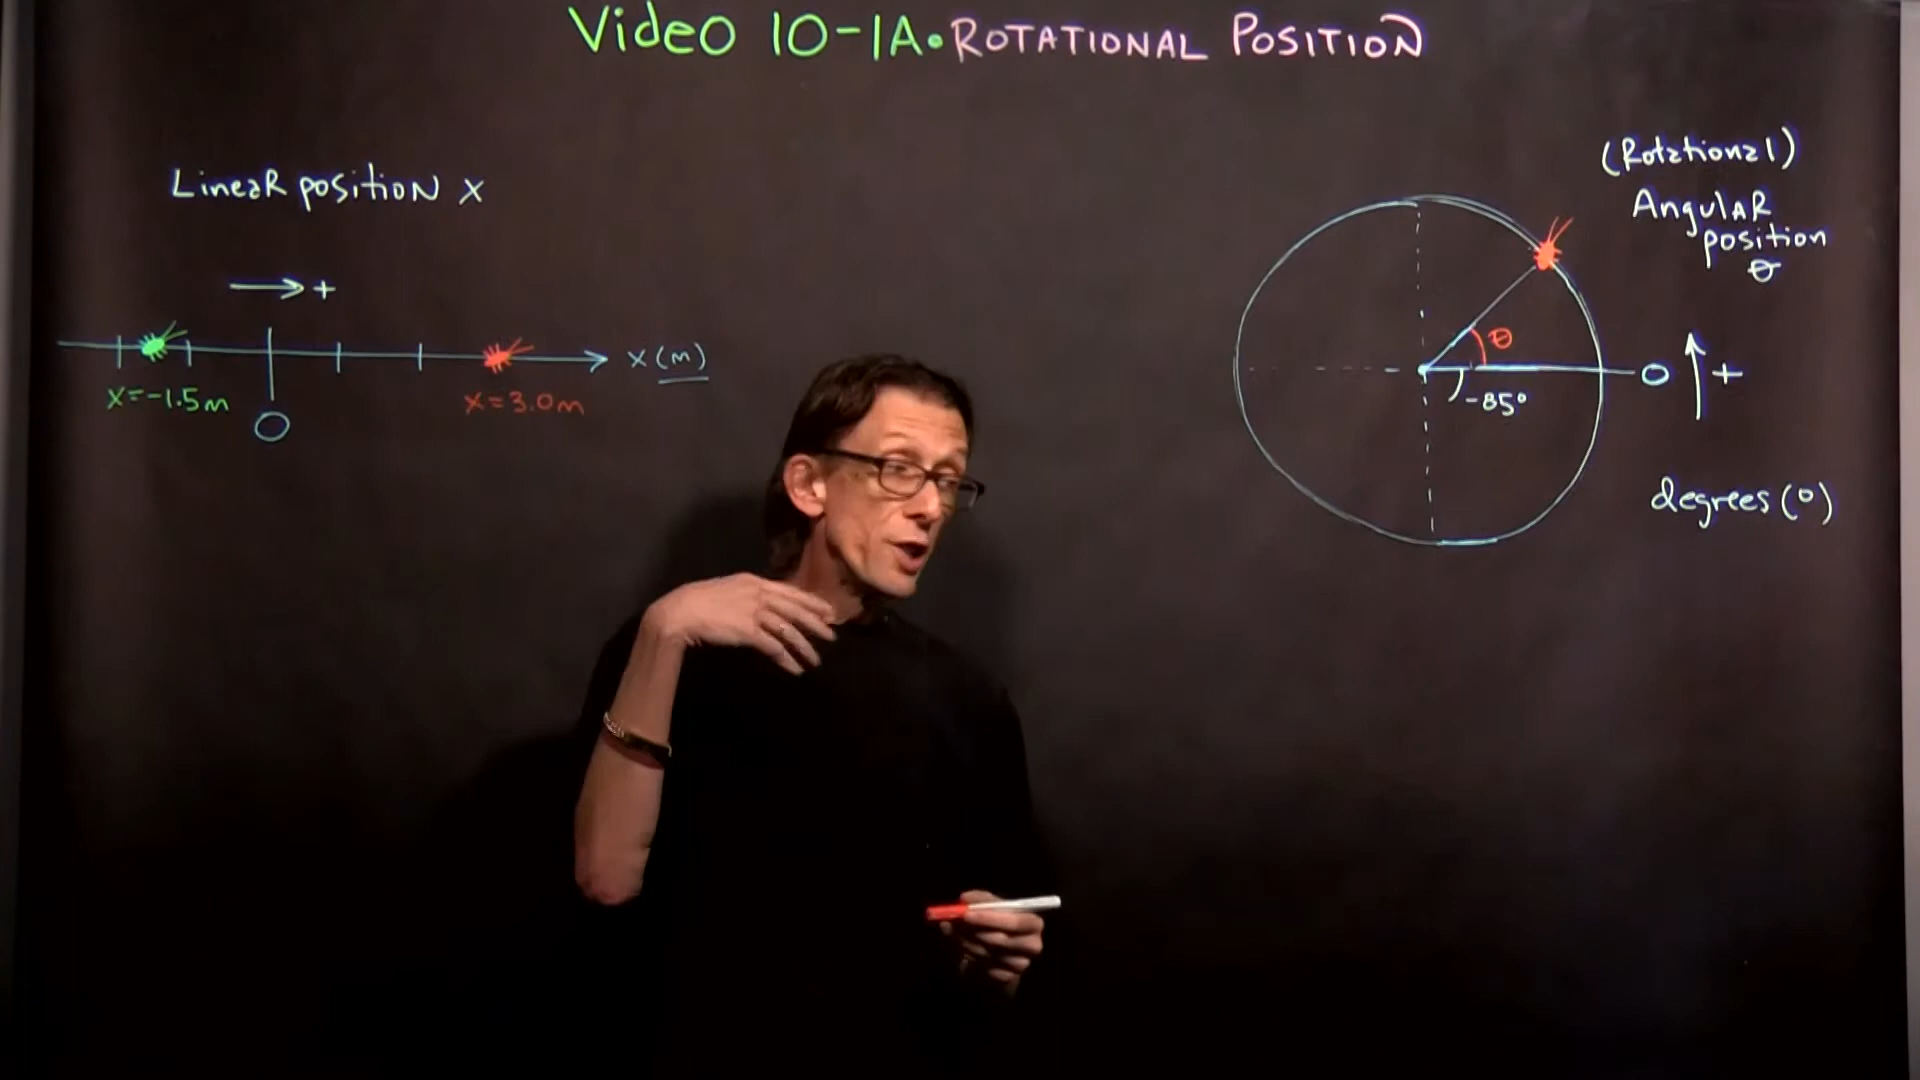 Video 10-1A • ROTATIONAL POSITION
LineaR position x
→ +
x (m)
x=-1.5m
x=3.0m
0
(Rotational)
AngulaR
position
θ
θ
0
+
-85°
degrees (°)